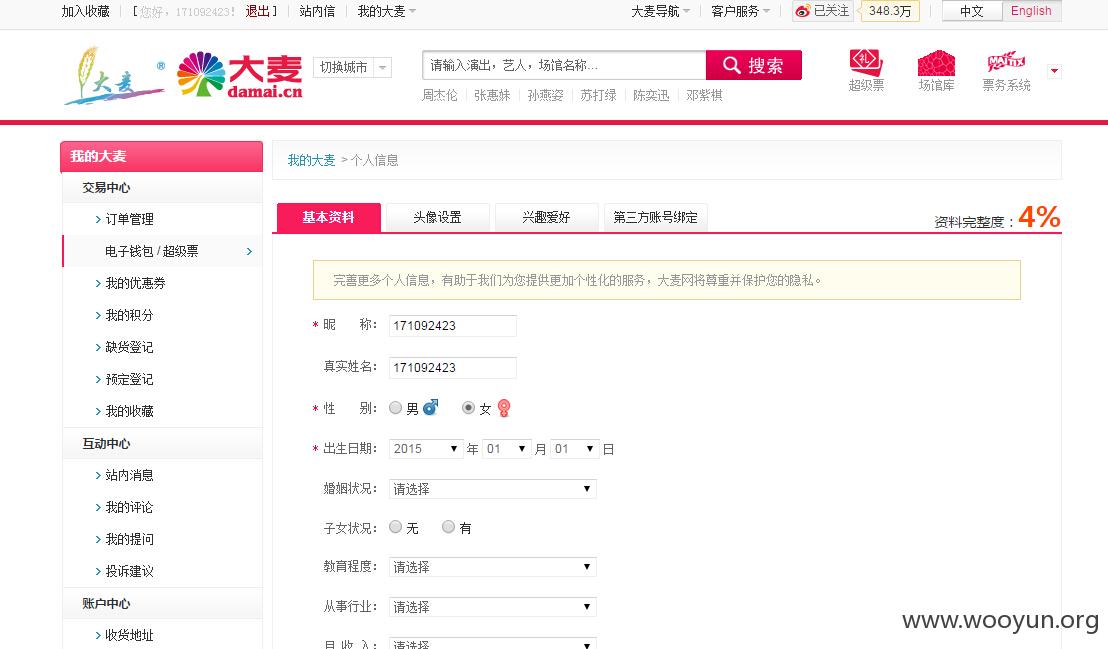 加入收藏 [ 您好，171092423！ 退出 ] 站内信 我的大麦 大麦导航 客户服务 已关注 348.3万 中文 English
大麦 ® 大麦 damai.cn 切换城市 请输入演出，艺人，场馆名称... 搜索 超级票 场馆库 MAITIX 票务系统
周杰伦 张惠妹 孙燕姿 苏打绿 陈奕迅 邓紫棋
我的大麦
交易中心
订单管理
电子钱包 / 超级票
我的优惠券
我的积分
缺货登记
预定登记
我的收藏
互动中心
站内消息
我的评论
我的提问
投诉建议
账户中心
收货地址
我的大麦 > 个人信息
基本资料 头像设置 兴趣爱好 第三方账号绑定 资料完整度：4%
完善更多个人信息，有助于我们为您提供更加个性化的服务，大麦网将尊重并保护您的隐私。
* 昵 称： 171092423
真实姓名： 171092423
* 性 别： 男 女
* 出生日期： 2015 年 01 月 01 日
婚姻状况： 请选择
子女状况： 无 有
教育程度： 请选择
从事行业： 请选择
月 收 入： 请选择
www.wooyun.org